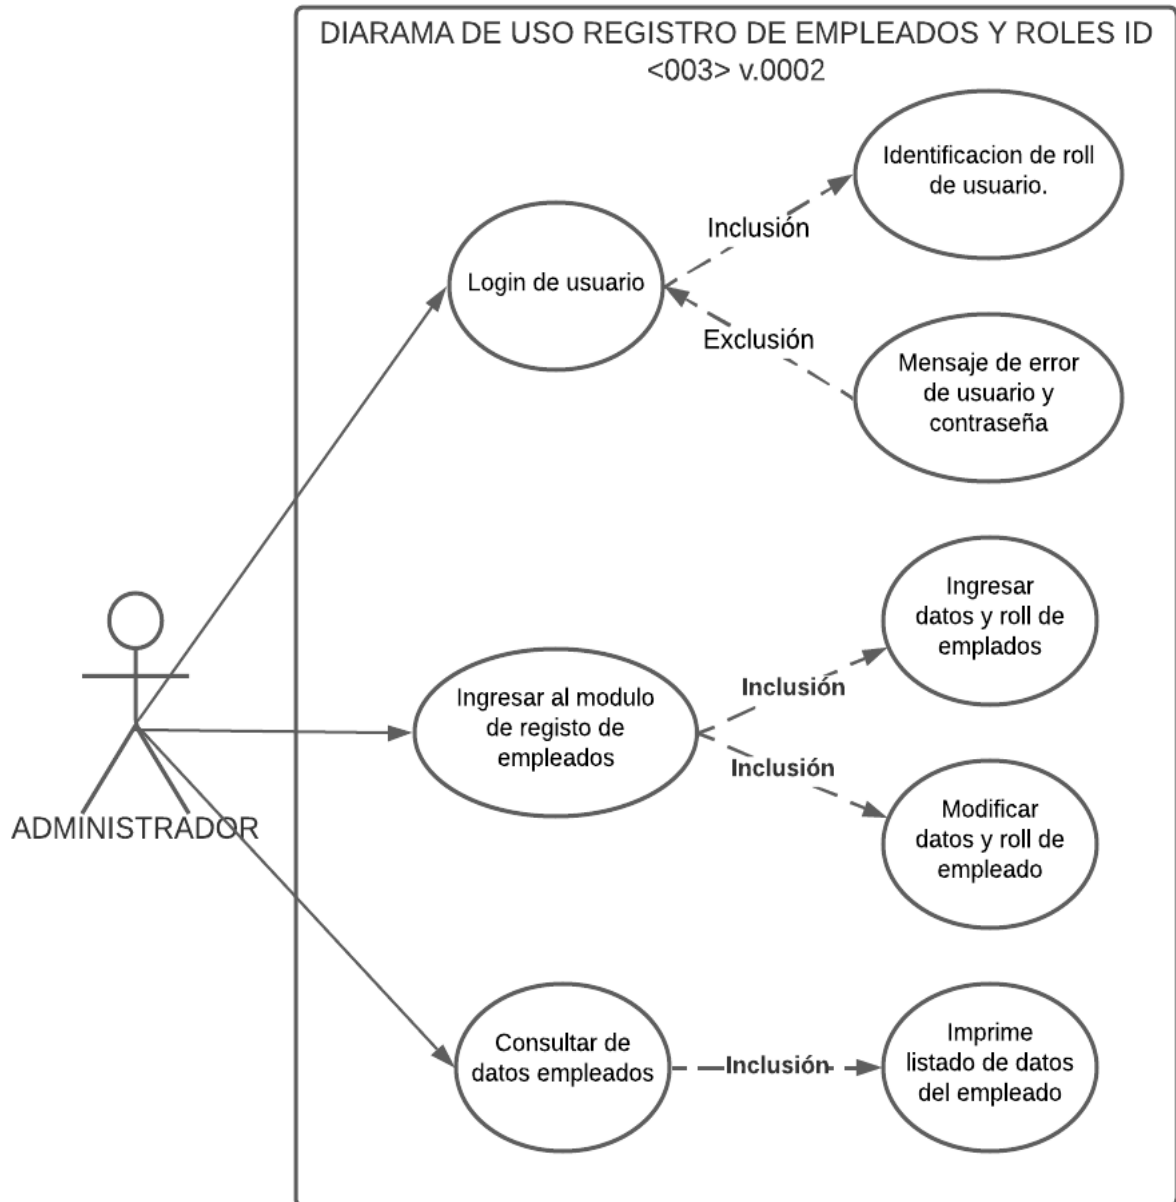 DIARAMA DE USO REGISTRO DE EMPLEADOS Y ROLES ID
<003> v.0002
Identificacion de roll
de usuario.
Inclusión
Login de usuario
Exclusión
Mensaje de error
de usuario y
contraseña
Ingresar
datos y roll de
emplados
Inclusión
Ingresar al modulo
de registo de
empleados
Inclusión
Modificar
datos y roll de
empleado
ADMINISTRADOR
Consultar de
datos empleados
Inclusión
Imprime
listado de datos
del empleado